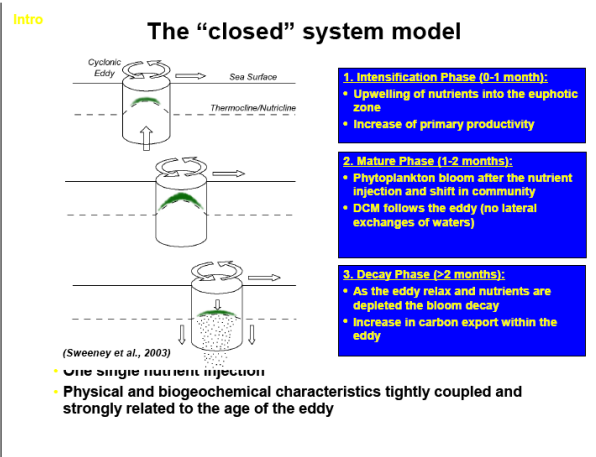 Intro
The “closed” system model
Cyclonic
Eddy
Sea Surface
Thermocline/Nutricline
1. Intensification Phase (0-1 month):
• Upwelling of nutrients into the euphotic
zone
• Increase of primary productivity
2. Mature Phase (1-2 months):
• Phytoplankton bloom after the nutrient
injection and shift in community
• DCM follows the eddy (no lateral
exchanges of waters)
3. Decay Phase (>2 months):
• As the eddy relax and nutrients are
depleted the bloom decay
• Increase in carbon export within the
eddy
(Sweeney et al., 2003)
• One single nutrient injection
• Physical and biogeochemical characteristics tightly coupled and
strongly related to the age of the eddy